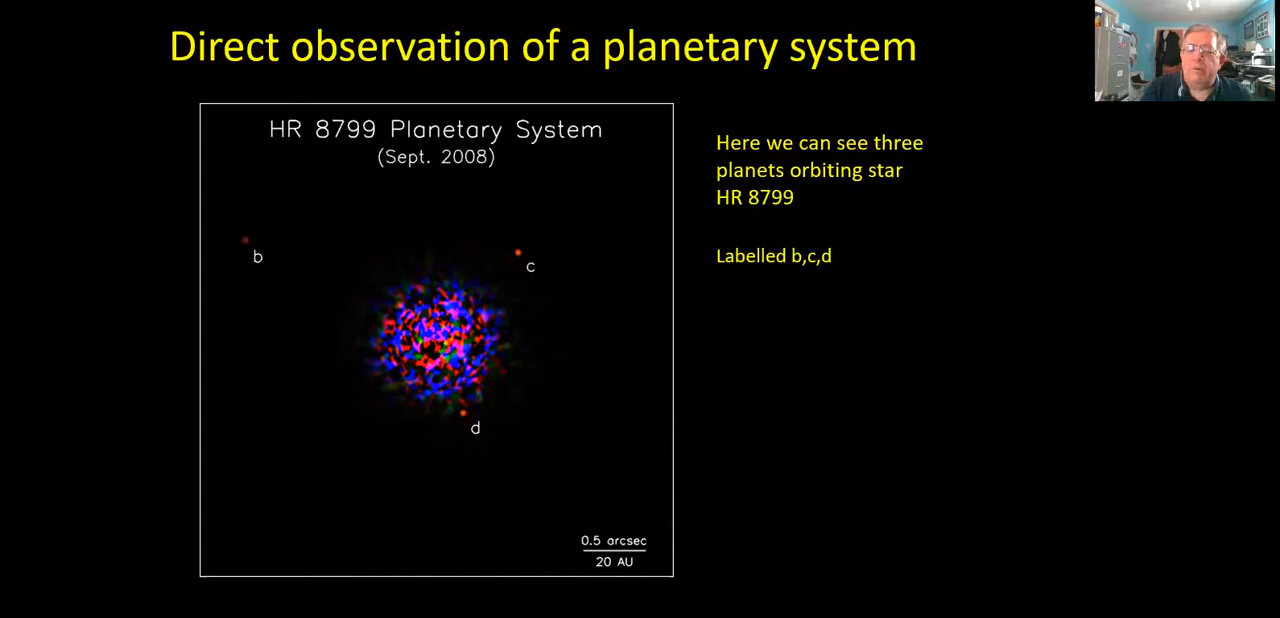 Direct observation of a planetary system
HR 8799 Planetary System
(Sept. 2008)
b
c
d
0.5 arcsec
20 AU
Here we can see three
planets orbiting star
HR 8799
Labelled b,c,d